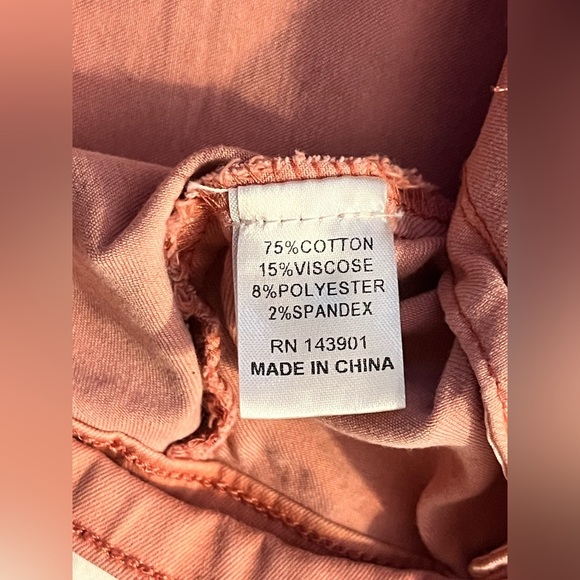 75%COTTON
15%VISCOSE
8%POLYESTER
2%SPANDEX
RN 143901
MADE IN CHINA